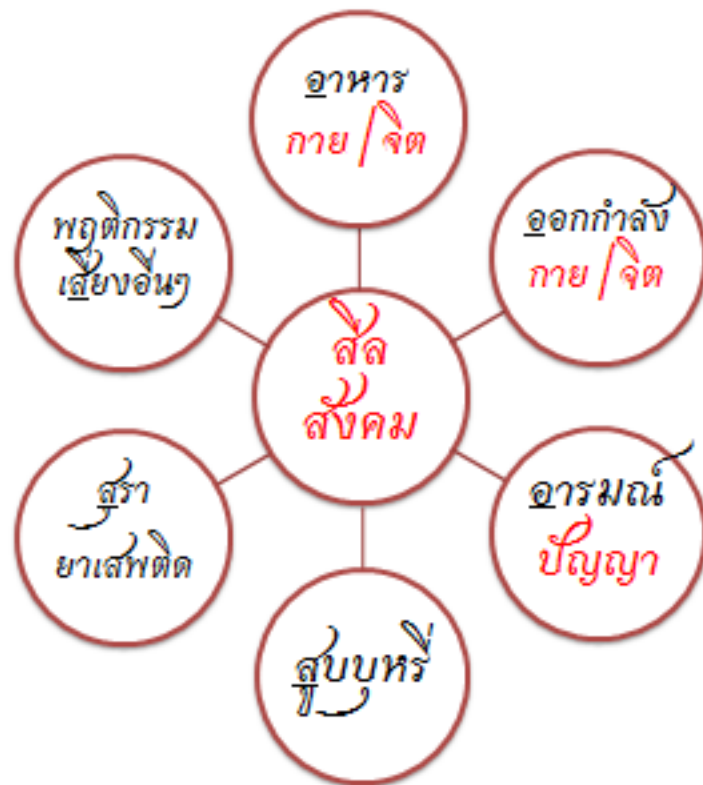 อาหาร
กาย / จิต
ออกกำลัง
กาย / จิต
อารมณ์
ปัญญา
สูบบุหรี่
สุรา
ยาเสพติด
พฤติกรรม
เสี่ยงอื่นๆ
สีล
สังคม